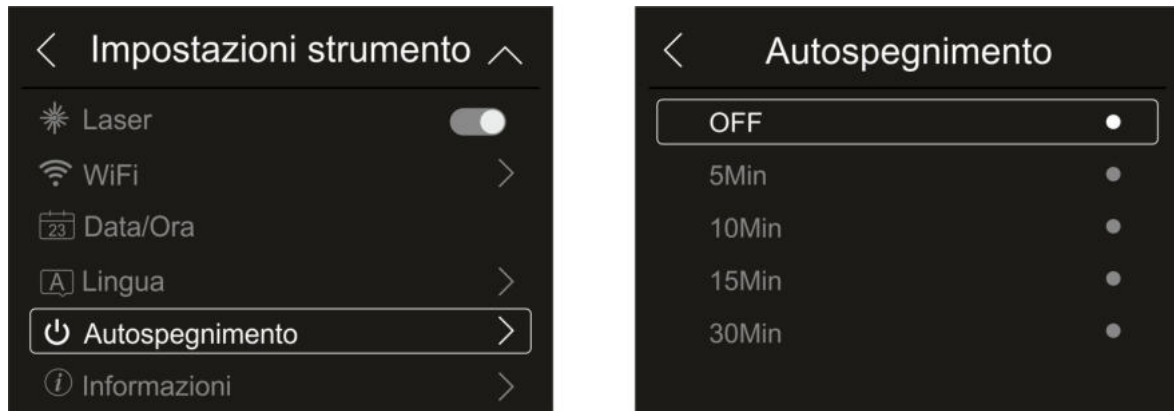 Impostazioni strumento
Laser
WiFi
23 Data/Ora
A Lingua
Autospegnimento
i Informazioni
Autospegnimento
OFF
5Min
10Min
15Min
30Min